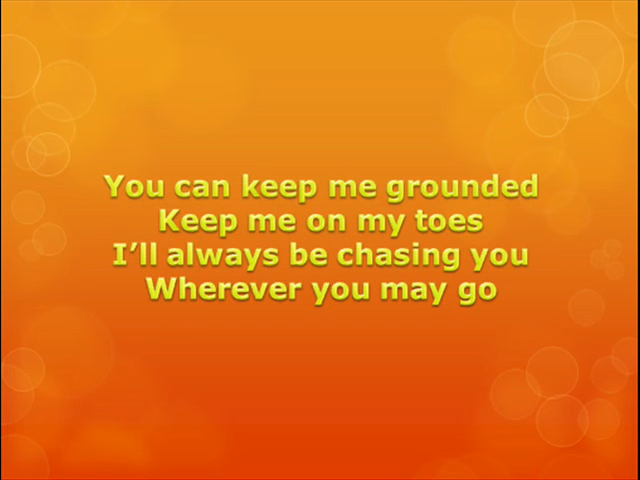 You can keep me grounded
Keep me on my toes
I’ll always be chasing you
Wherever you may go